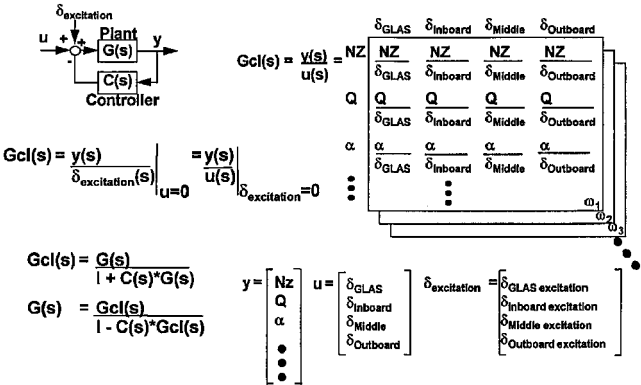 δexcitation
u + + Plant y
G(s)
-
C(s)
Controller
δGLAS δInboard δMiddle δOutboard
Gcl(s) = y(s)/u(s) = NZ NZ/δGLAS NZ/δInboard NZ/δMiddle NZ/δOutboard
Q Q/δGLAS Q/δInboard Q/δMiddle Q/δOutboard
α α/δGLAS α/δInboard α/δMiddle α/δOutboard
ω1
ω2
ω3
Gcl(s) = y(s)/δexcitation(s)|u=0 = y(s)/u(s)|δexcitation=0
Gcl(s) = G(s)/I + C(s)*G(s)
G(s) = Gcl(s)/I - C(s)*Gcl(s)
y = [ Nz u = [ δGLAS ] δexcitation = [ δGLAS excitation ]
Q δInboard δInboard excitation
α δMiddle δMiddle excitation
δOutboard δOutboard excitation